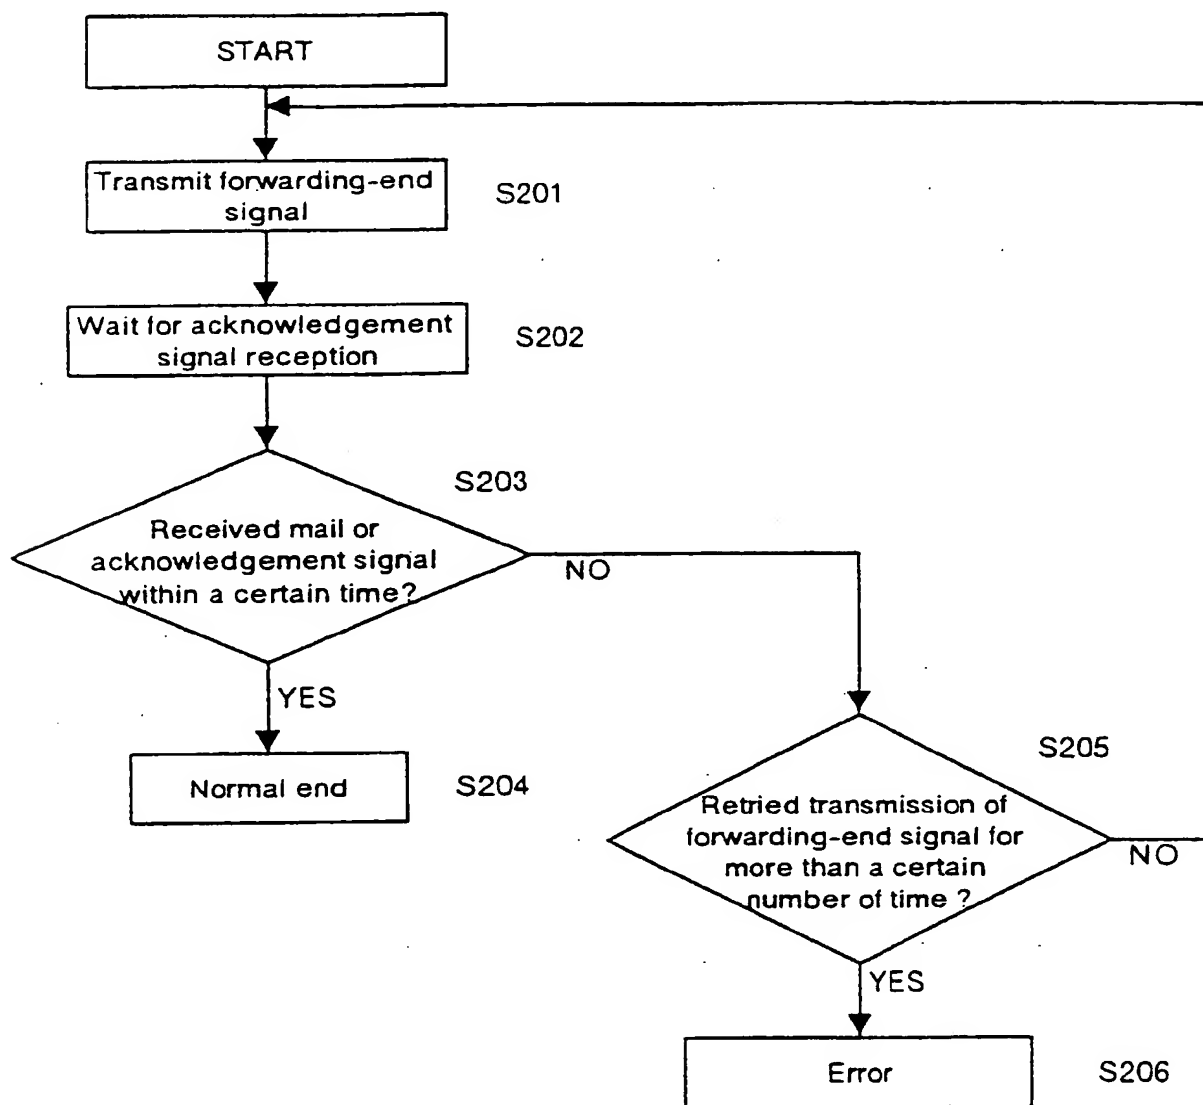 START
Transmit forwarding-end
signal
S201
Wait for acknowledgement
signal reception
S202
S203
Received mail or
acknowledgement signal
within a certain time?
NO
YES
Normal end
S204
S205
Retried transmission of
forwarding-end signal for
more than a certain
number of time ?
NO
YES
Error
S206